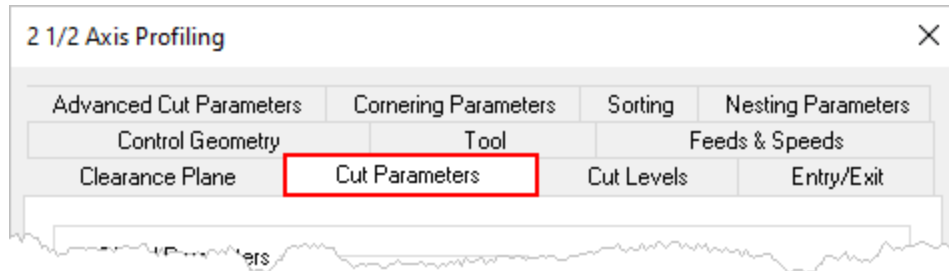 2 1/2 Axis Profiling
Advanced Cut Parameters Cornering Parameters Sorting Nesting Parameters
Control Geometry Tool Feeds & Speeds
Clearance Plane Cut Parameters Cut Levels Entry/Exit